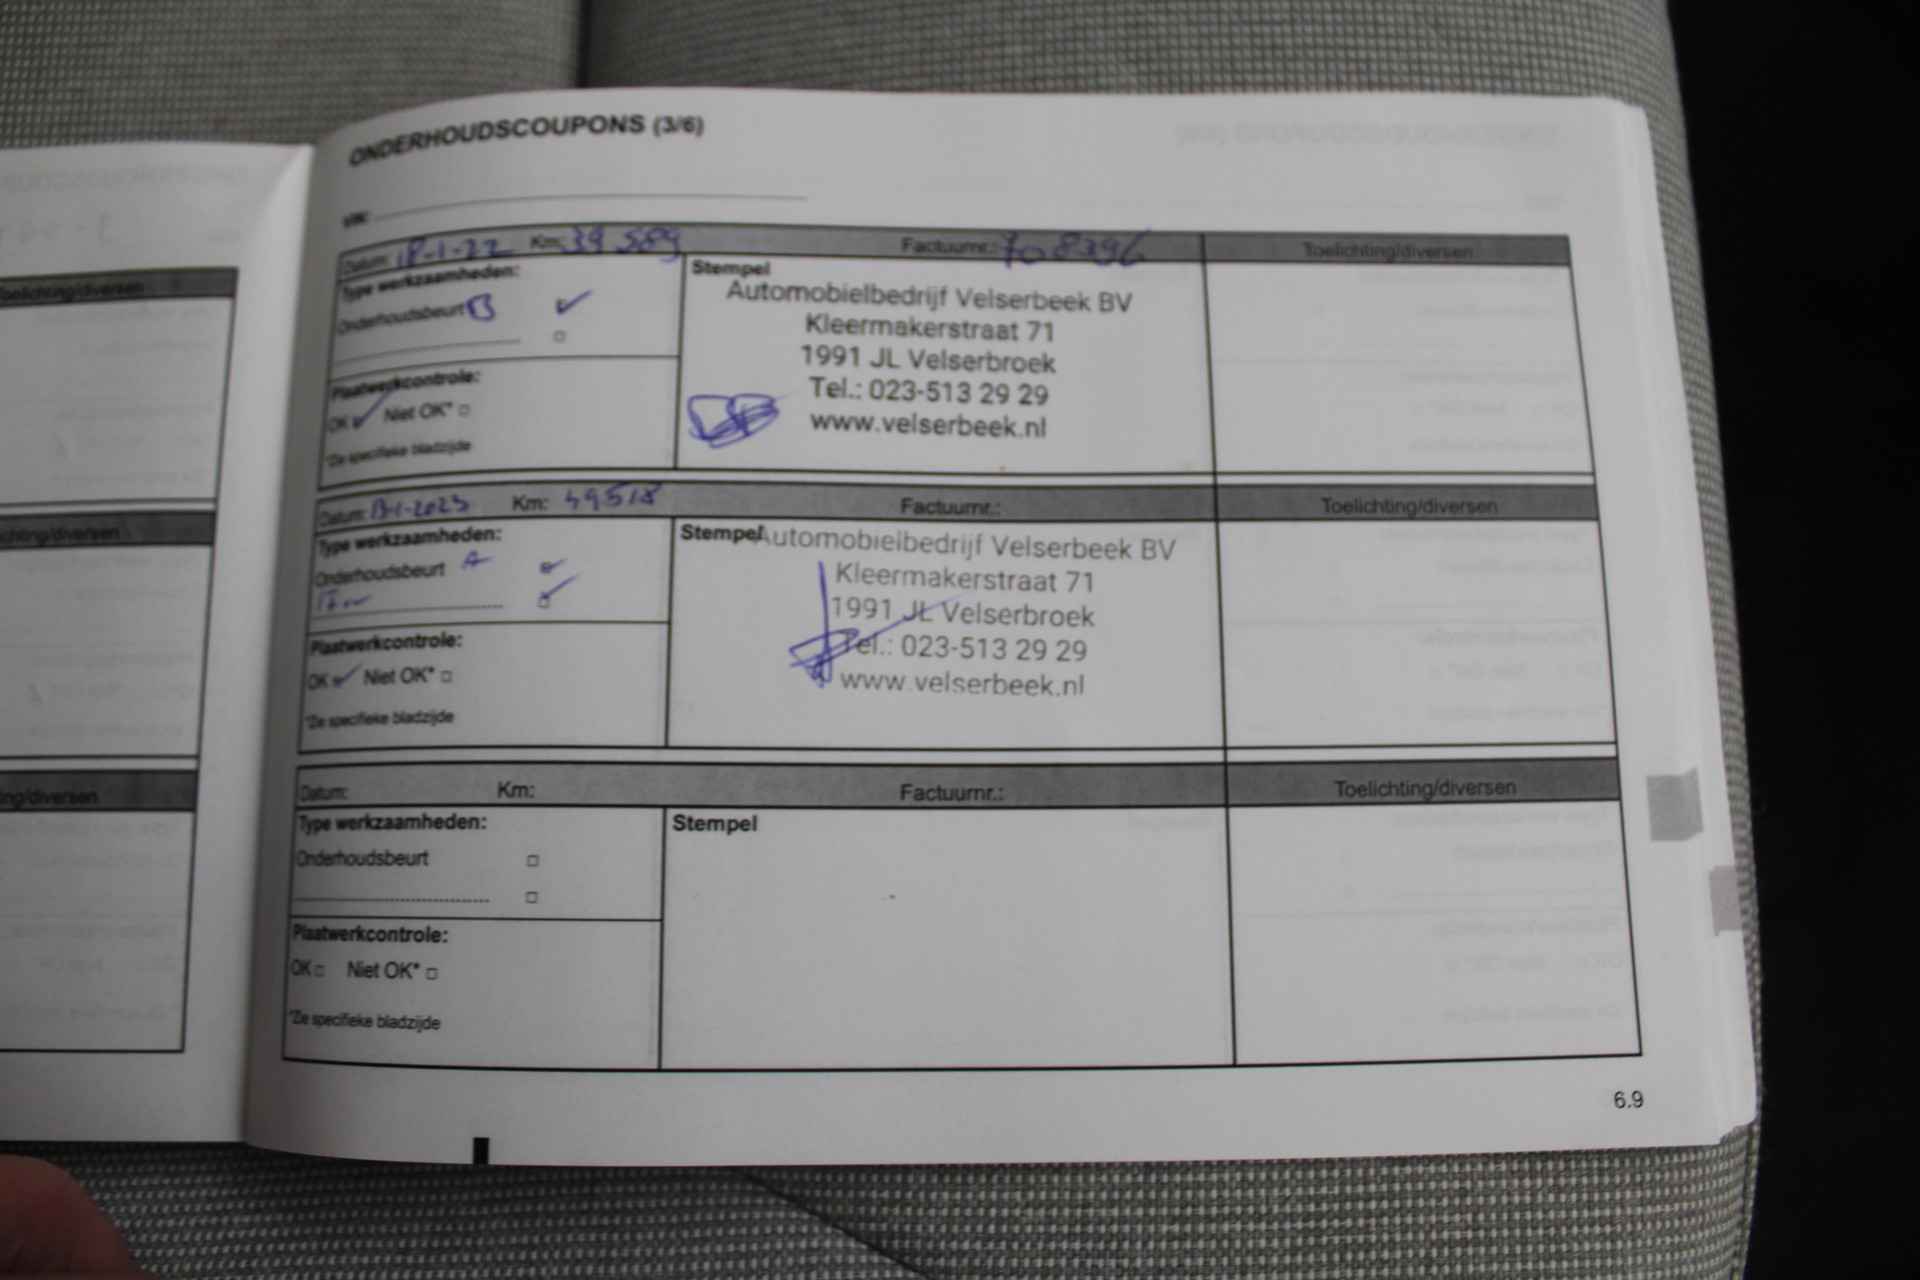 ONDERHOUDSCOUPONS (3/6)
VIN:
Datum: 18-1-22 Km: 39 589 Factuurnr.: 708396 Toelichting/diversen
Type werkzaamheden:
Onderhoudsbeurt B
Plaatwerkcontrole:
OK Niet OK*
*Zie specifieke bladzijde
Stempel
Automobielbedrijf Velserbeek BV
Kleermakerstraat 71
1991 JL Velserbroek
Tel.: 023-513 29 29
www.velserbeek.nl
Datum: Km: Factuurnr.: Toelichting/diversen
Type werkzaamheden:
Onderhoudsbeurt A
Plaatwerkcontrole:
OK Niet OK*
*Zie specifieke bladzijde
Stempel
Automobielbedrijf Velserbeek BV
Kleermakerstraat 71
1991 JL Velserbroek
Tel.: 023-513 29 29
www.velserbeek.nl
Datum: Km: Factuurnr.: Toelichting/diversen
Type werkzaamheden:
Onderhoudsbeurt
Plaatwerkcontrole:
OK Niet OK*
*Zie specifieke bladzijde
Stempel
6.9
Toelichting/diversen